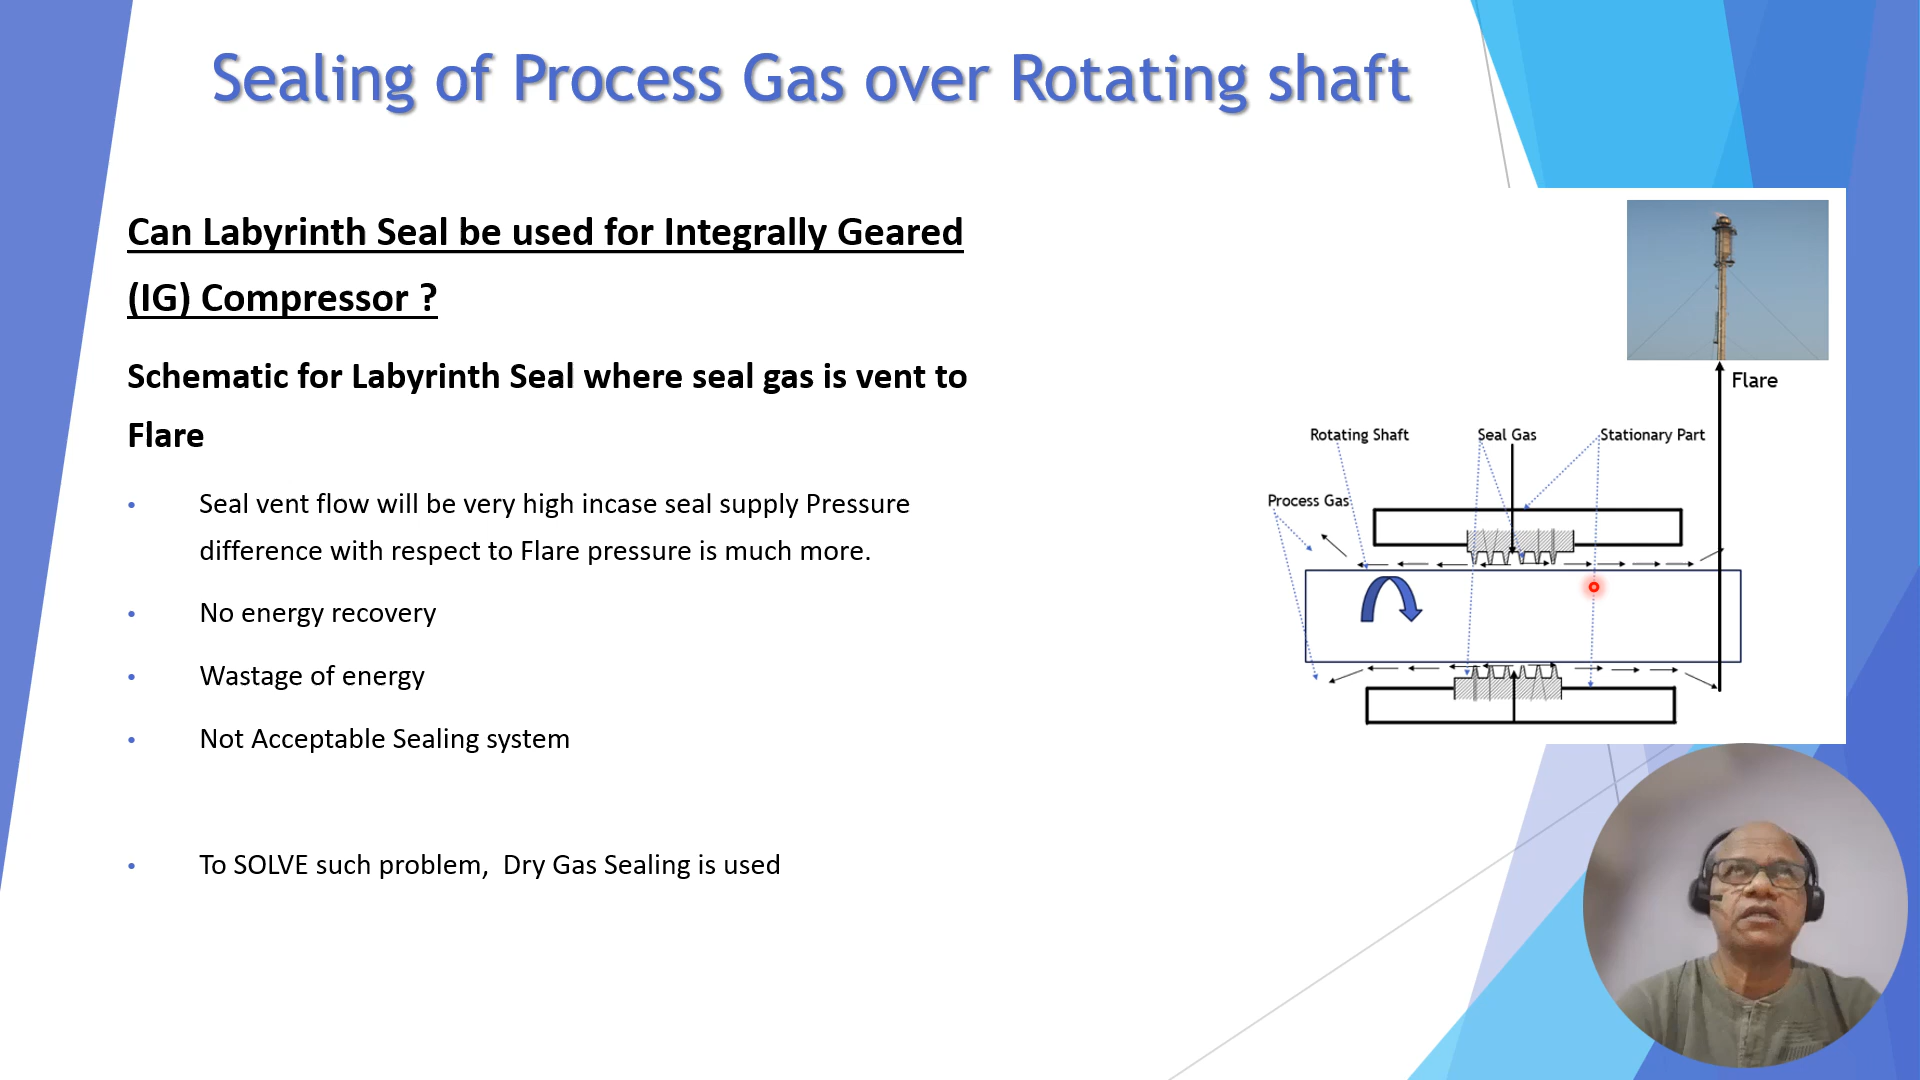 Sealing of Process Gas over Rotating shaft
Can Labyrinth Seal be used for Integrally Geared
(IG) Compressor ?
Schematic for Labyrinth Seal where seal gas is vent to
Flare
• Seal vent flow will be very high incase seal supply Pressure
difference with respect to Flare pressure is much more.
• No energy recovery
• Wastage of energy
• Not Acceptable Sealing system
• To SOLVE such problem, Dry Gas Sealing is used
Flare
Rotating Shaft
Seal Gas
Stationary Part
Process Gas